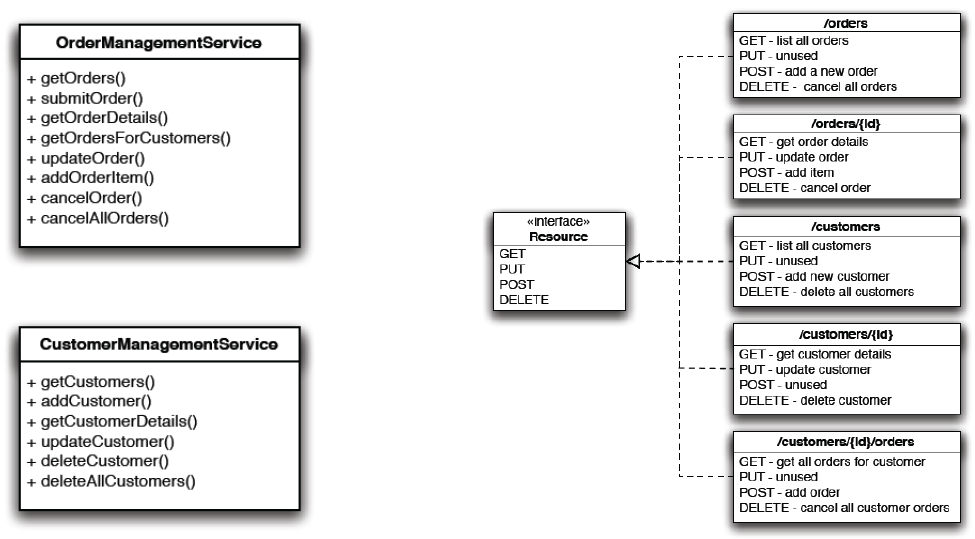 OrderManagementService
+ getOrders()
+ submitOrder()
+ getOrderDetails()
+ getOrdersForCustomers()
+ updateOrder()
+ addOrderItem()
+ cancelOrder()
+ cancelAllOrders()
CustomerManagementService
+ getCustomers()
+ addCustomer()
+ getCustomerDetails()
+ updateCustomer()
+ deleteCustomer()
+ deleteAllCustomers()
«interface»
Resource
GET
PUT
POST
DELETE
/orders
GET - list all orders
PUT - unused
POST - add a new order
DELETE - cancel all orders
/orders/{id}
GET - get order details
PUT - update order
POST - add item
DELETE - cancel order
/customers
GET - list all customers
PUT - unused
POST - add new customer
DELETE - delete all customers
/customers/{id}
GET - get customer details
PUT - update customer
POST - unused
DELETE - delete customer
/customers/{id}/orders
GET - get all orders for customer
PUT - unused
POST - add order
DELETE - cancel all customer orders